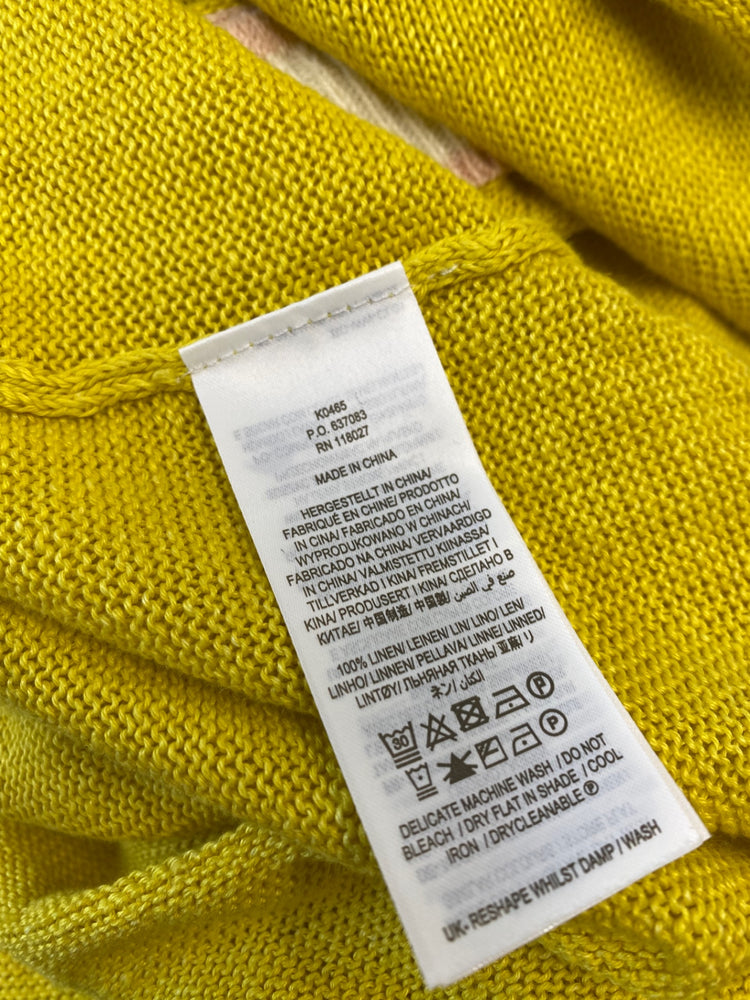 K0465
P.O. 637083
RN 118027
MADE IN CHINA
HERGESTELLT IN CHINA/
FABRIQUÉ EN CHINE/ PRODOTTO
IN CINA/ FABRICADO EN CHINA/
WYPRODUKOWANO W CHINACH/
FABRICADO NA CHINA/ VERVAARDIGD
IN CHINA/ VALMISTETTU KIINASSA/
TILLVERKAD I KINA/ FREMSTILLET I
KINA/ PRODUSERT I KINA/ СДЕЛАНО В
КИТАЕ/ 中国制造/ 中国製/ صنع في الصين
100% LINEN/ LEINEN/ LIN/ LINO/ LEN/
LINHO/ LINNEN/ PELLAVA/ LINNE/ LINNED/
LINTØY/ ЛЬНЯНАЯ ТКАНЬ/ 亚麻/ リ
ネン/ الكتان
30 P
P
DELICATE MACHINE WASH / DO NOT
BLEACH / DRY FLAT IN SHADE / COOL
IRON / DRYCLEANABLE Ⓟ
UK- RESHAPE WHILST DAMP / WASH